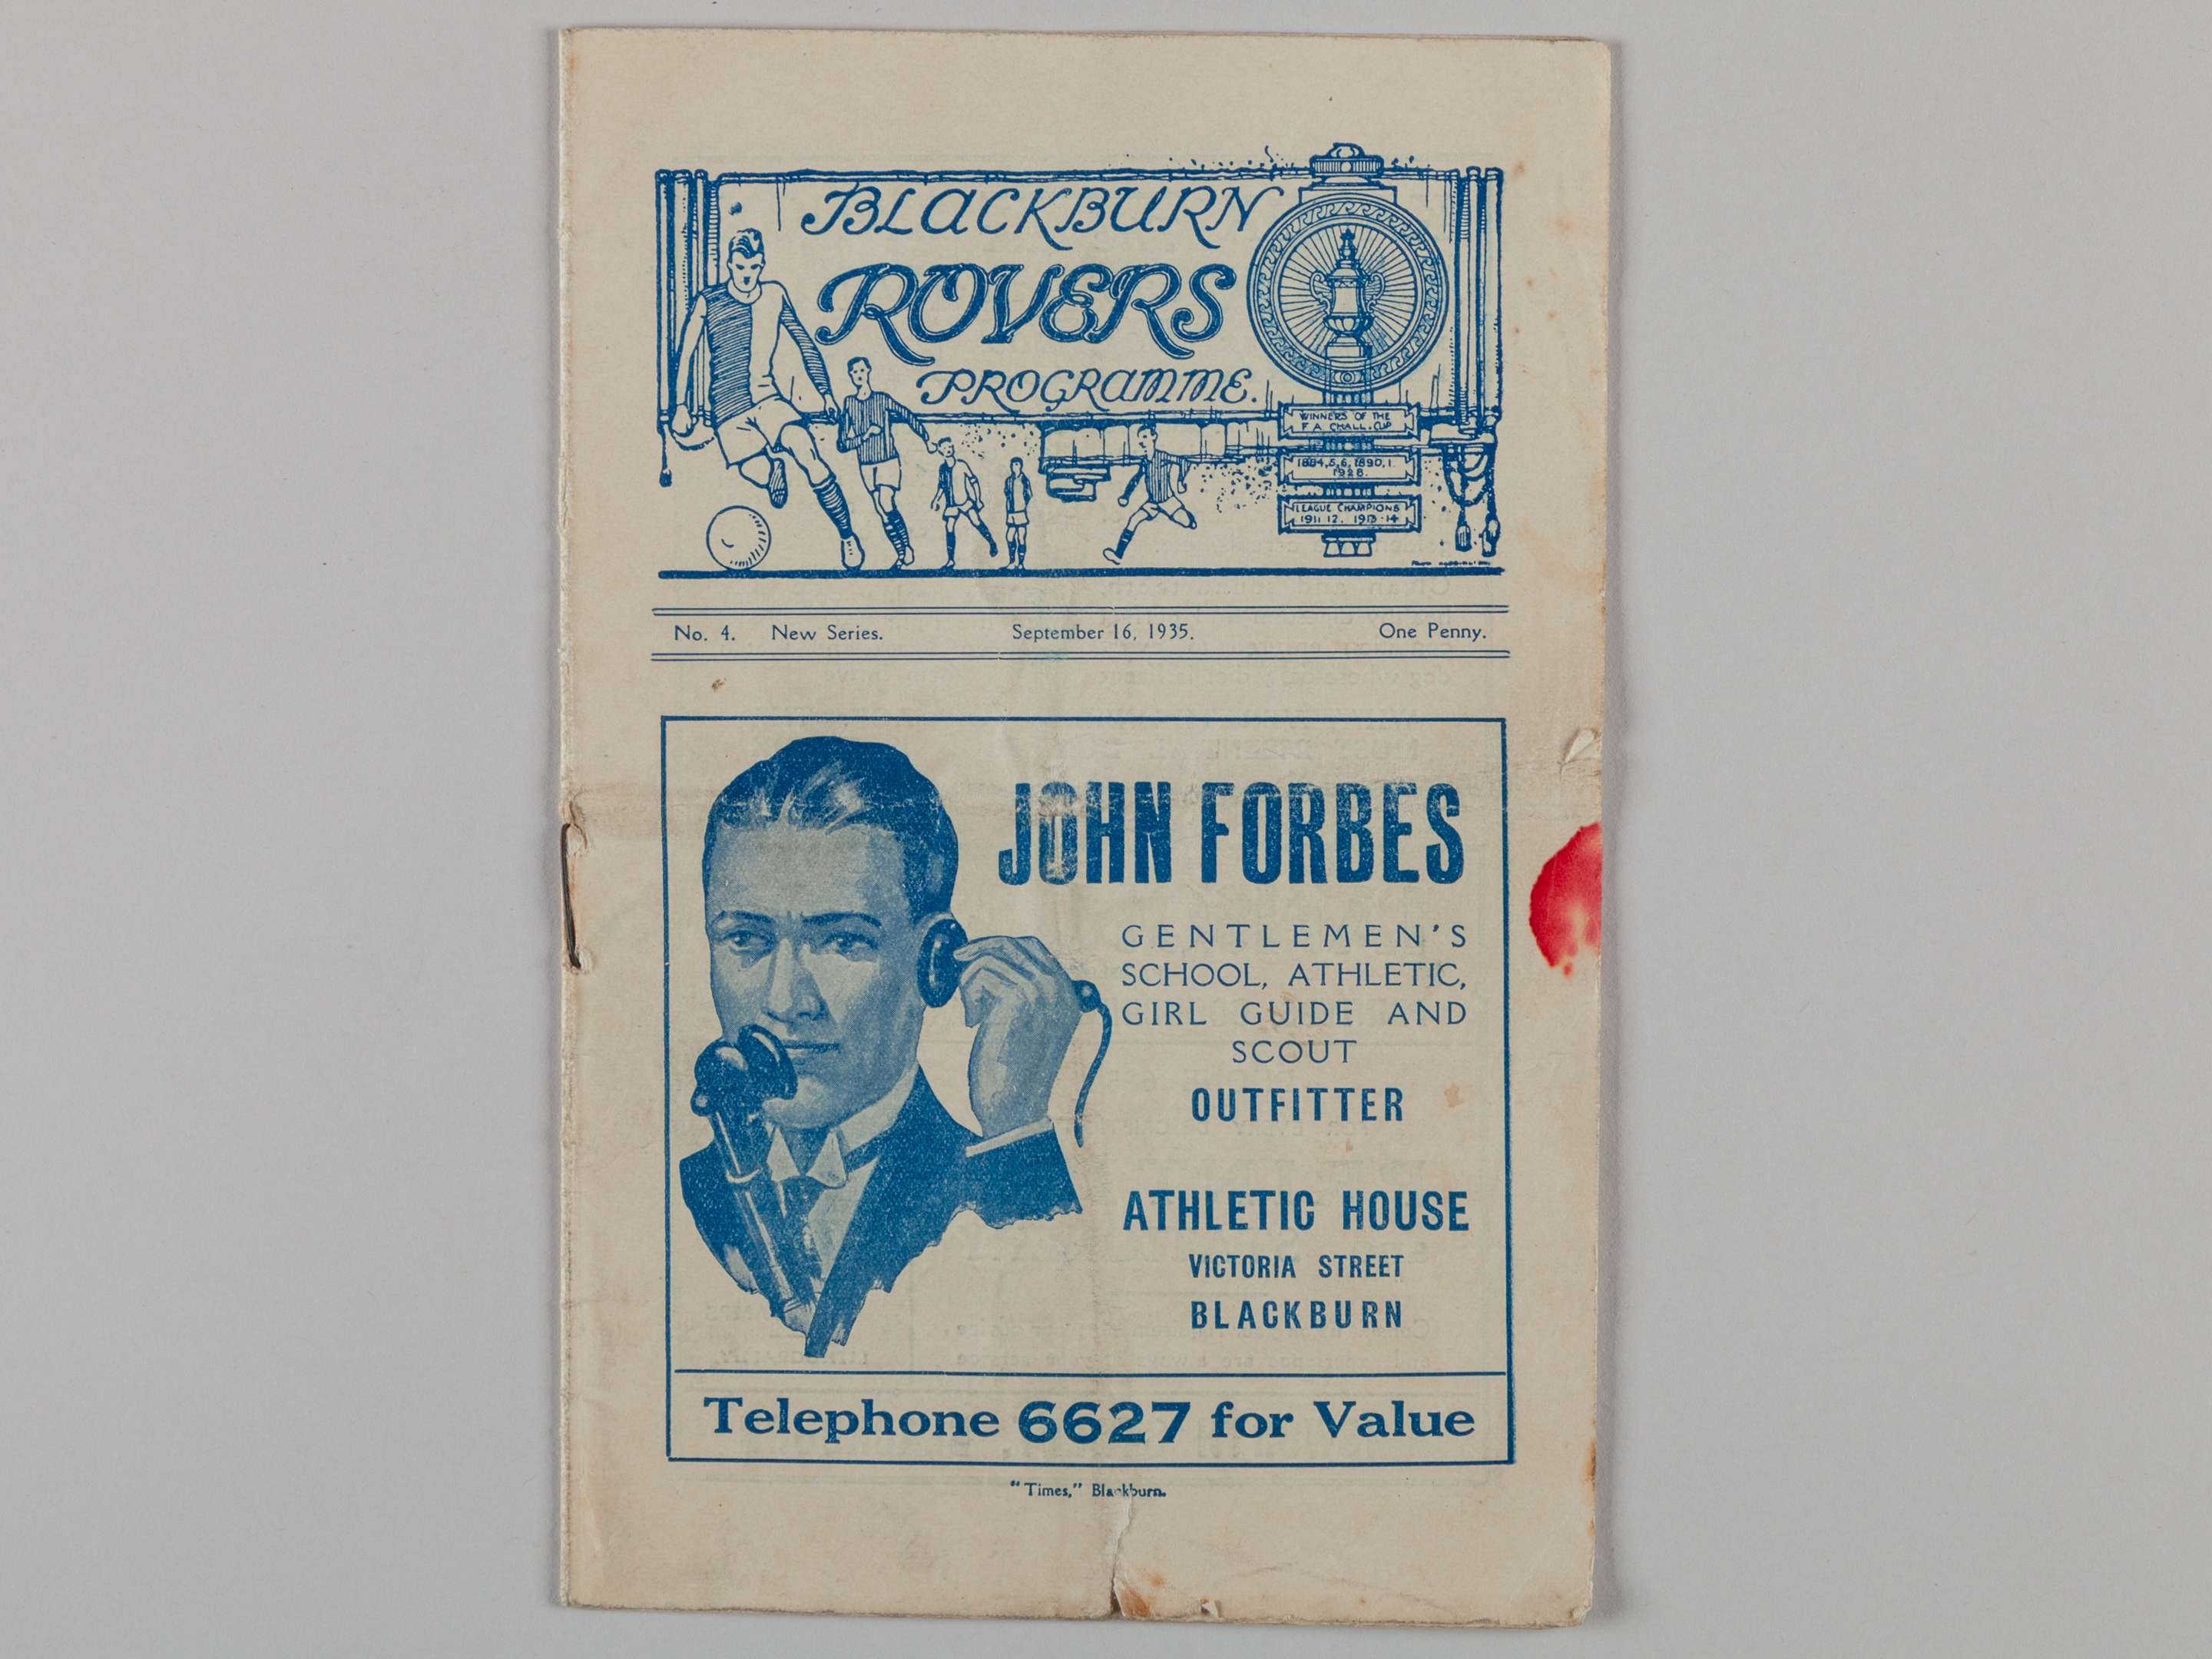 BLACKBURN
ROVERS
PROGRAMME.
WINNERS OF THE
F A CHALL. CUP
1884,5,6,1890,1.
1928.
LEAGUE CHAMPIONS
1911 12. 1913-14
No. 4. New Series. September 16, 1935. One Penny.
JOHN FORBES
GENTLEMEN'S
SCHOOL, ATHLETIC,
GIRL GUIDE AND
SCOUT
OUTFITTER
ATHLETIC HOUSE
VICTORIA STREET
BLACKBURN
Telephone 6627 for Value
"Times," Blackburn.